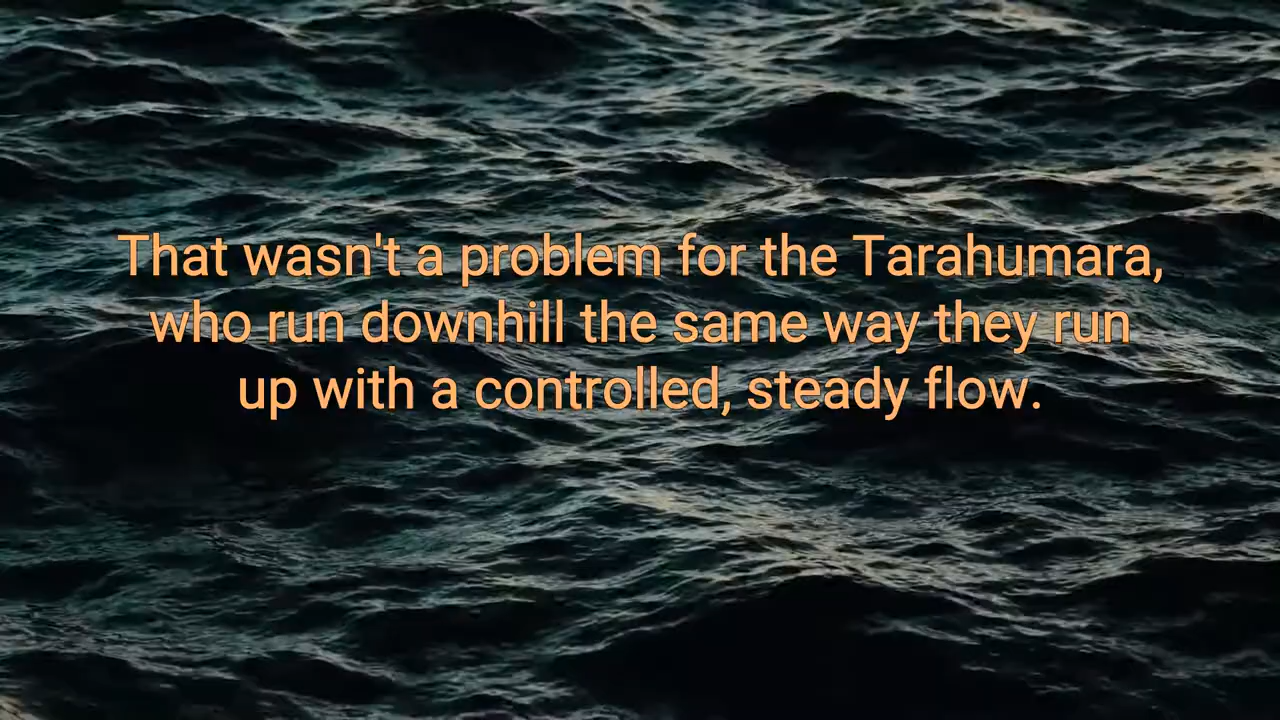 That wasn't a problem for the Tarahumara,
who run downhill the same way they run
up with a controlled, steady flow.